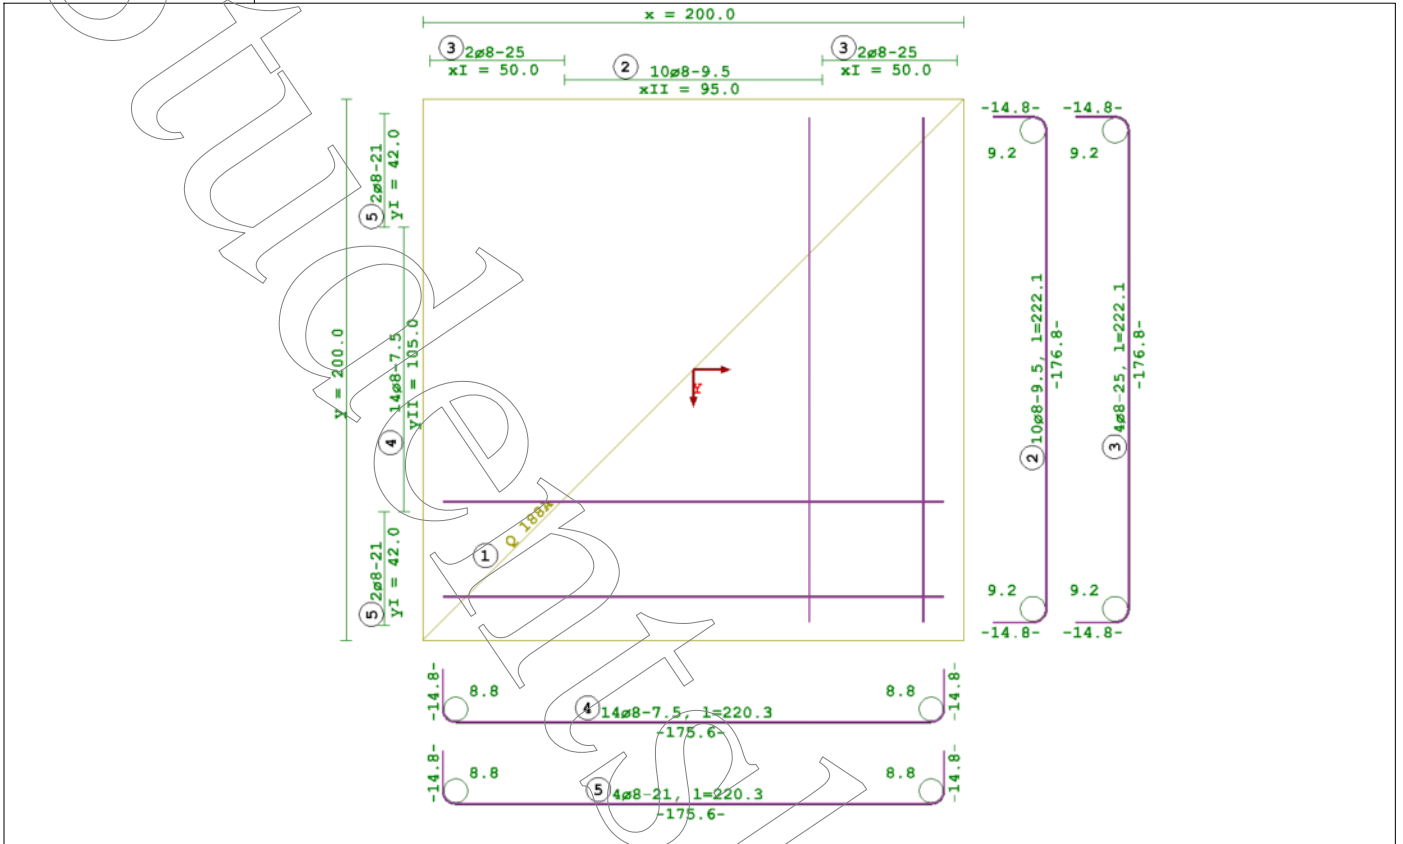 x = 200.0
3 2ø8-25
xI = 50.0
2 10ø8-9.5
xII = 95.0
3 2ø8-25
xI = 50.0
y = 200.0
5 2ø8-21
yI = 42.0
4 14ø8-7.5
yII = 105.0
5 2ø8-21
yI = 42.0
1 Q 188A
-14.8-
9.2
2 10ø8-9.5, l=222.1
-176.8-
9.2
-14.8-
-14.8-
9.2
3 4ø8-25, l=222.1
-176.8-
9.2
-14.8-
-14.8-
8.8
4 14ø8-7.5, l=220.3
-175.6-
8.8
-14.8-
-14.8-
8.8
5 4ø8-21, l=220.3
-175.6-
8.8
-14.8-
students